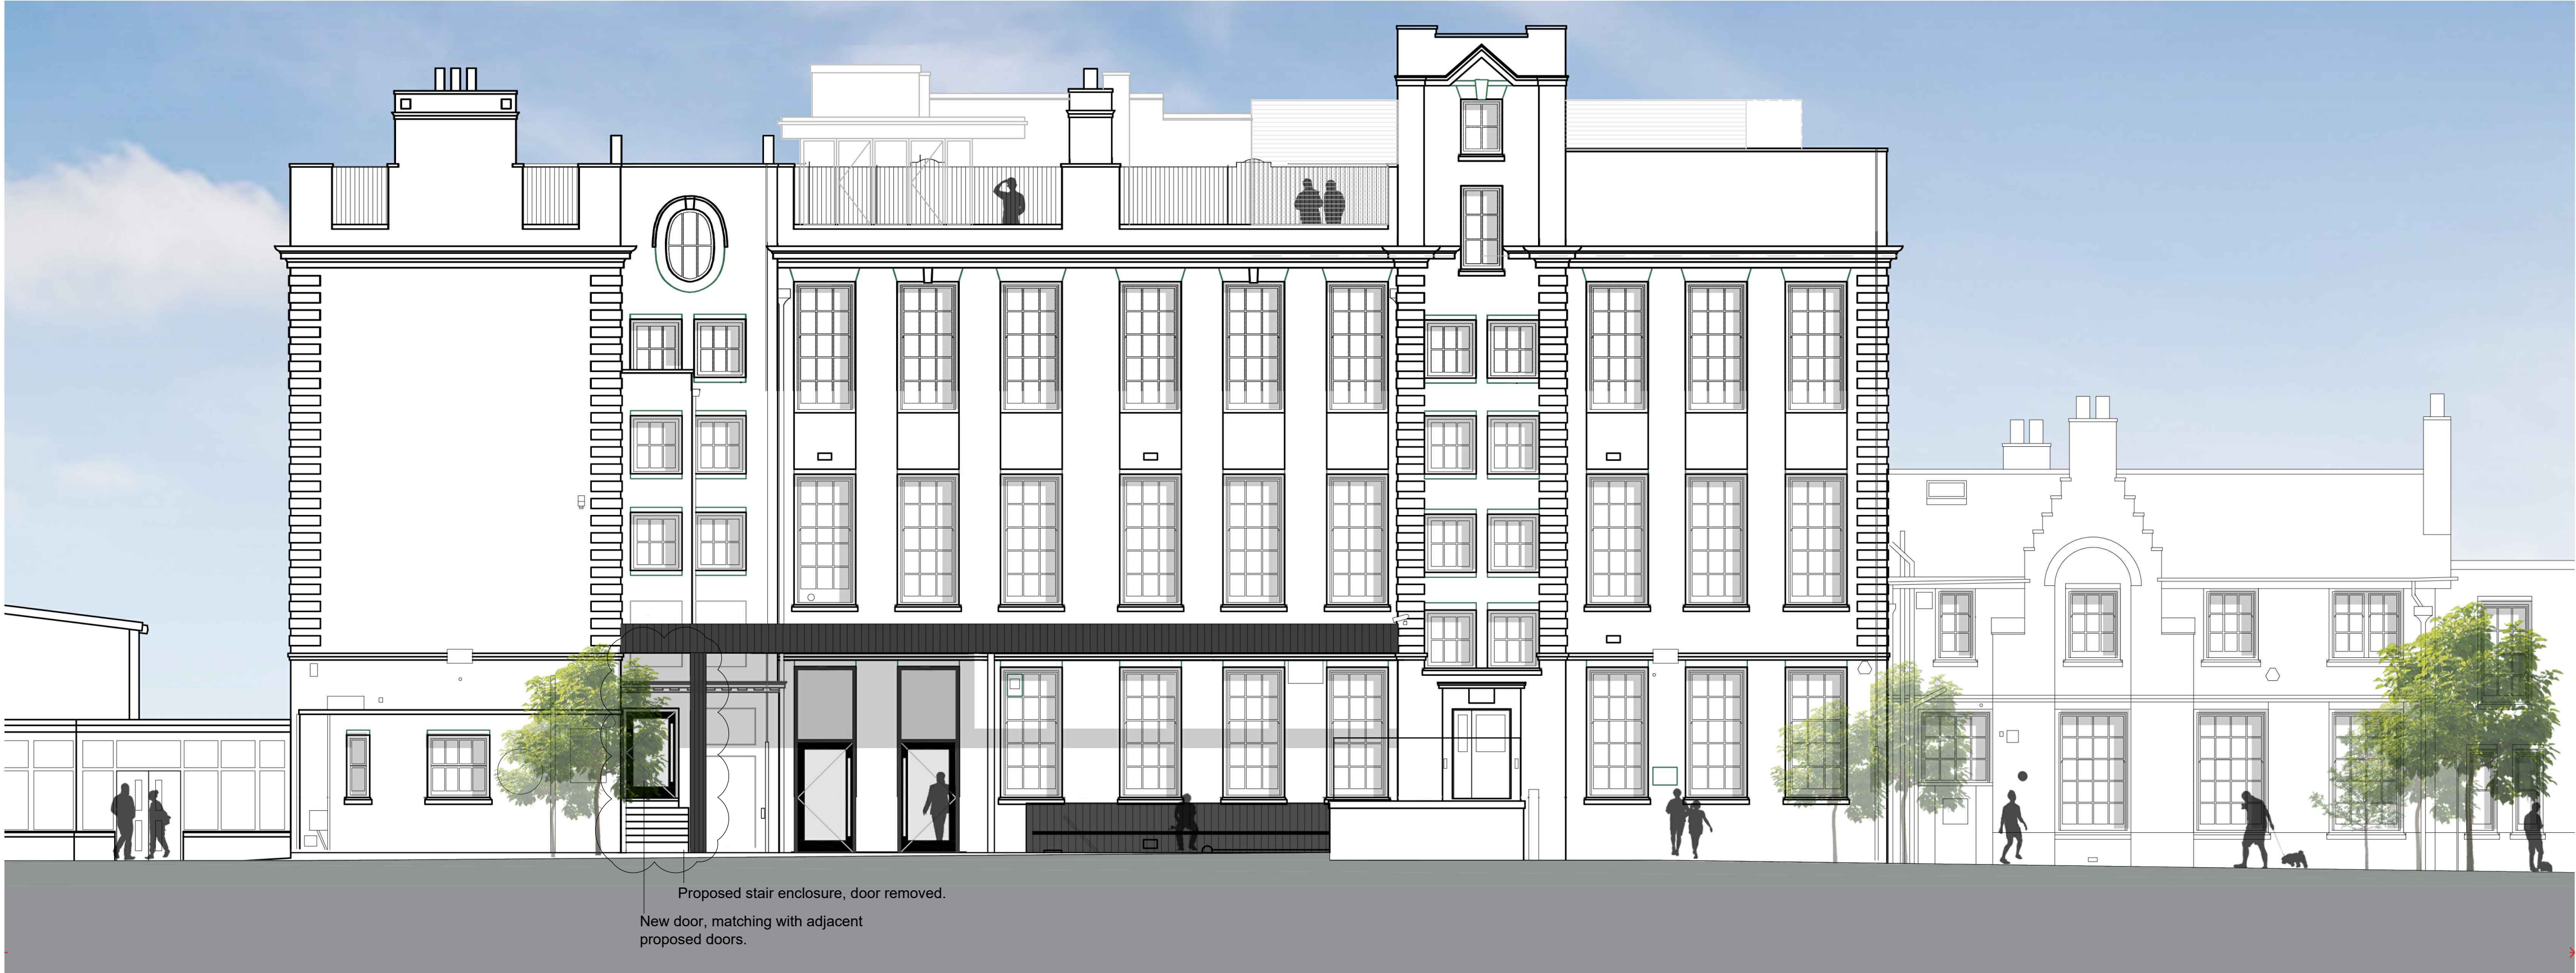 Proposed stair enclosure, door removed.
New door, matching with adjacent
proposed doors.